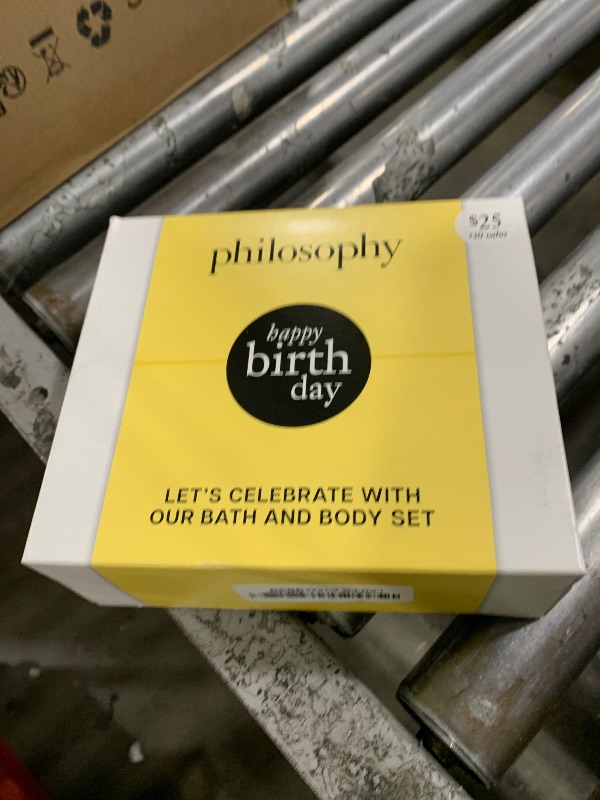 philosophy
$25
happy
birth
day
LET'S CELEBRATE WITH
OUR BATH AND BODY SET